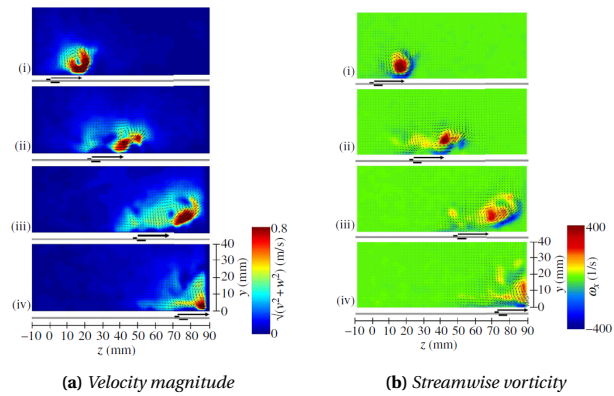 (i)
(ii)
(iii)
(iv)
0.8
0
√(v²+w²) (m/s)
40
30
20
10
0
y (mm)
−10 0 10 20 30 40 50 60 70 80 90
z (mm)
(a) Velocity magnitude
(i)
(ii)
(iii)
(iv)
400
−400
ωx (1/s)
40
30
20
10
0
y (mm)
−10 0 10 20 30 40 50 60 70 80 90
z (mm)
(b) Streamwise vorticity